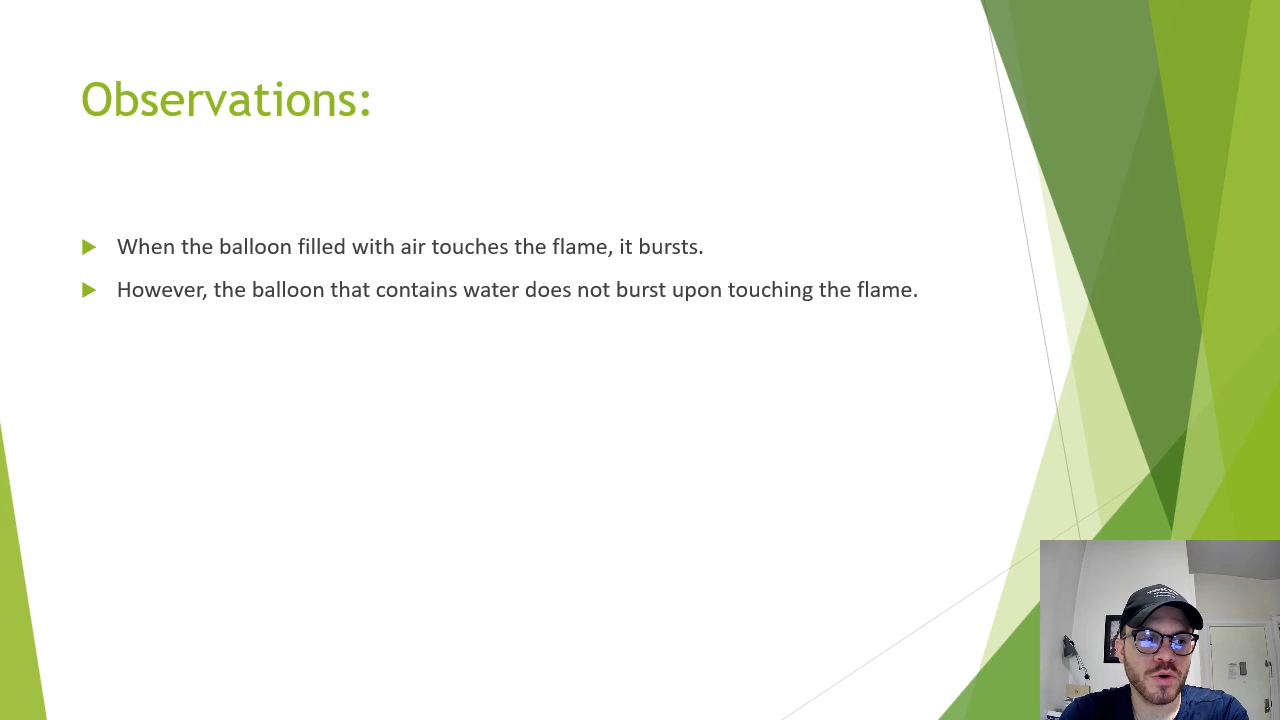 Observations:
When the balloon filled with air touches the flame, it bursts.
However, the balloon that contains water does not burst upon touching the flame.